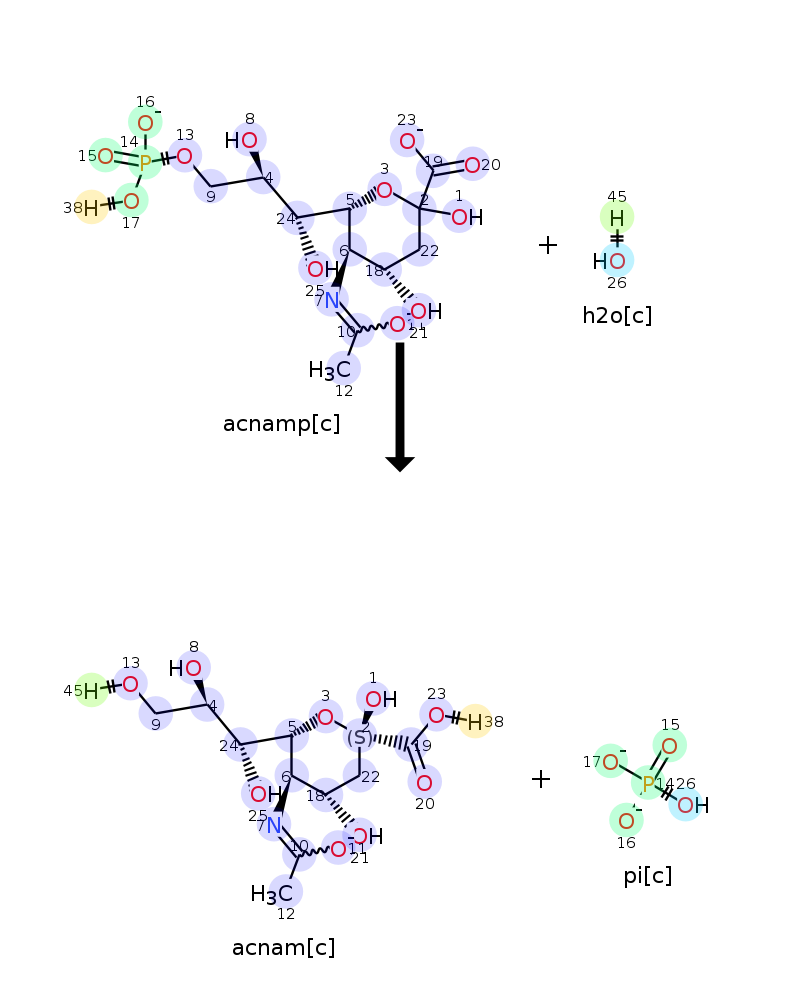 16
-
O
8
23
-
15 O 14 P 13 O
HO
O
19
O 20
3
O
1
38 H
O
17
9
4
5
2
OH
45
H
24
6
22
+
HO
26
OH
18
25
7 N
OH
h2o[c]
10
O
-
11
21
H3C
12
acnamp[c]
8
HO
13
45 H
O
1
OH
23
O
H 38
3
O
9
4
5
2
(S)
19
15
O
24
-
17 O
6
22
O
20
+
P
14 26
OH
18
-
O
16
OH
25
7 N
OH
10
O
-
11
21
H3C
12
pi[c]
acnam[c]